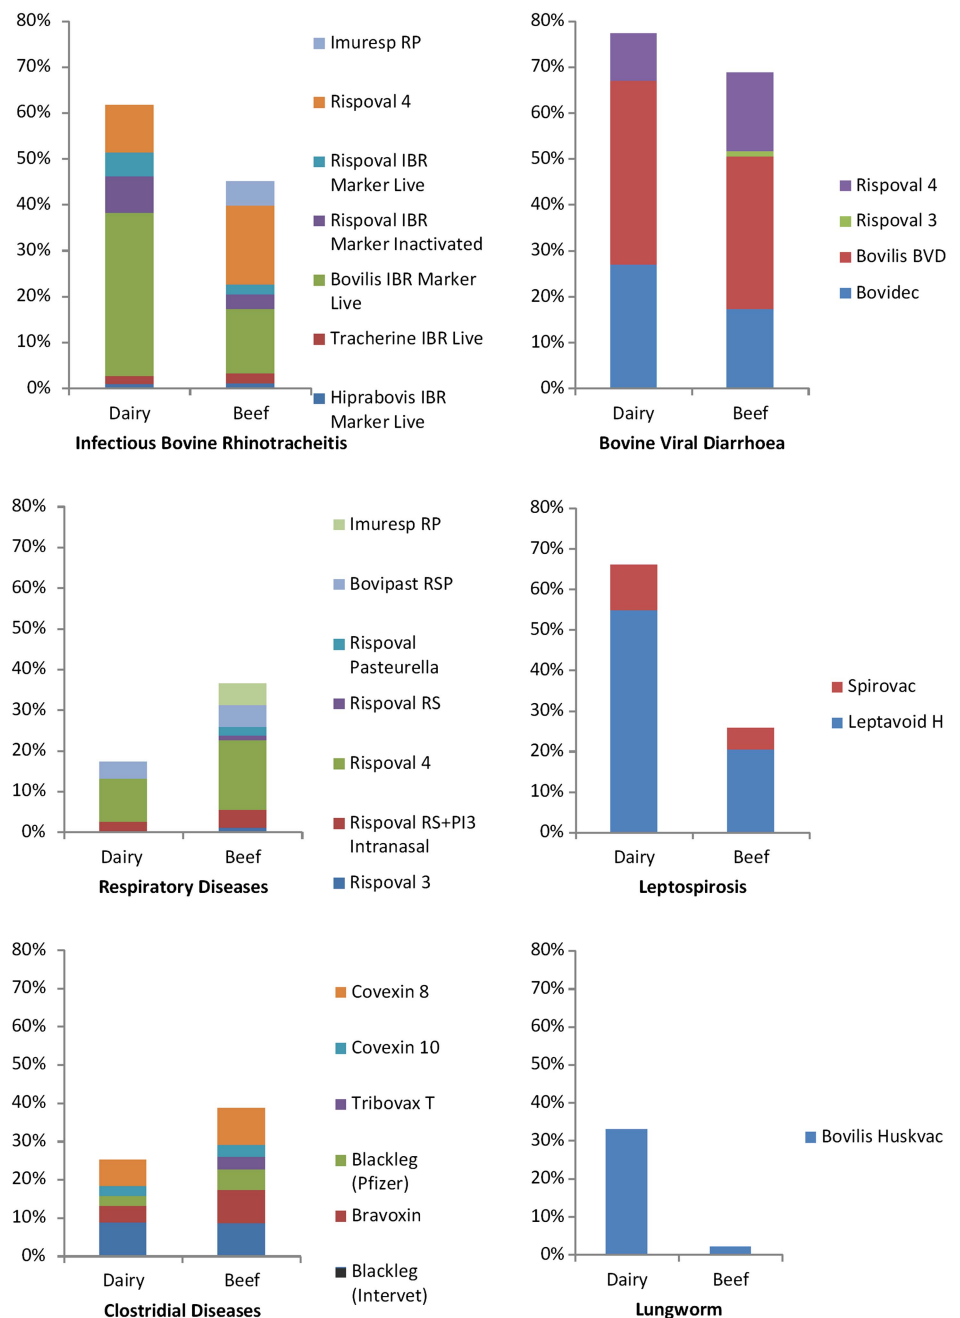 80%
70%
60%
50%
40%
30%
20%
10%
0%
Dairy
Beef
Infectious Bovine Rhinotracheitis
Imuresp RP
Rispoval 4
Rispoval IBR
Marker Live
Rispoval IBR
Marker Inactivated
Bovilis IBR Marker
Live
Tracherine IBR Live
Hiprabovis IBR
Marker Live
80%
70%
60%
50%
40%
30%
20%
10%
0%
Dairy
Beef
Bovine Viral Diarrhoea
Rispoval 4
Rispoval 3
Bovilis BVD
Bovidec
80%
70%
60%
50%
40%
30%
20%
10%
0%
Dairy
Beef
Respiratory Diseases
Imuresp RP
Bovipast RSP
Rispoval
Pasteurella
Rispoval RS
Rispoval 4
Rispoval RS+PI3
Intranasal
Rispoval 3
80%
70%
60%
50%
40%
30%
20%
10%
0%
Dairy
Beef
Leptospirosis
Spirovac
Leptavoid H
80%
70%
60%
50%
40%
30%
20%
10%
0%
Dairy
Beef
Clostridial Diseases
Covexin 8
Covexin 10
Tribovax T
Blackleg
(Pfizer)
Bravoxin
Blackleg
(Intervet)
80%
70%
60%
50%
40%
30%
20%
10%
0%
Dairy
Beef
Lungworm
Bovilis Huskvac